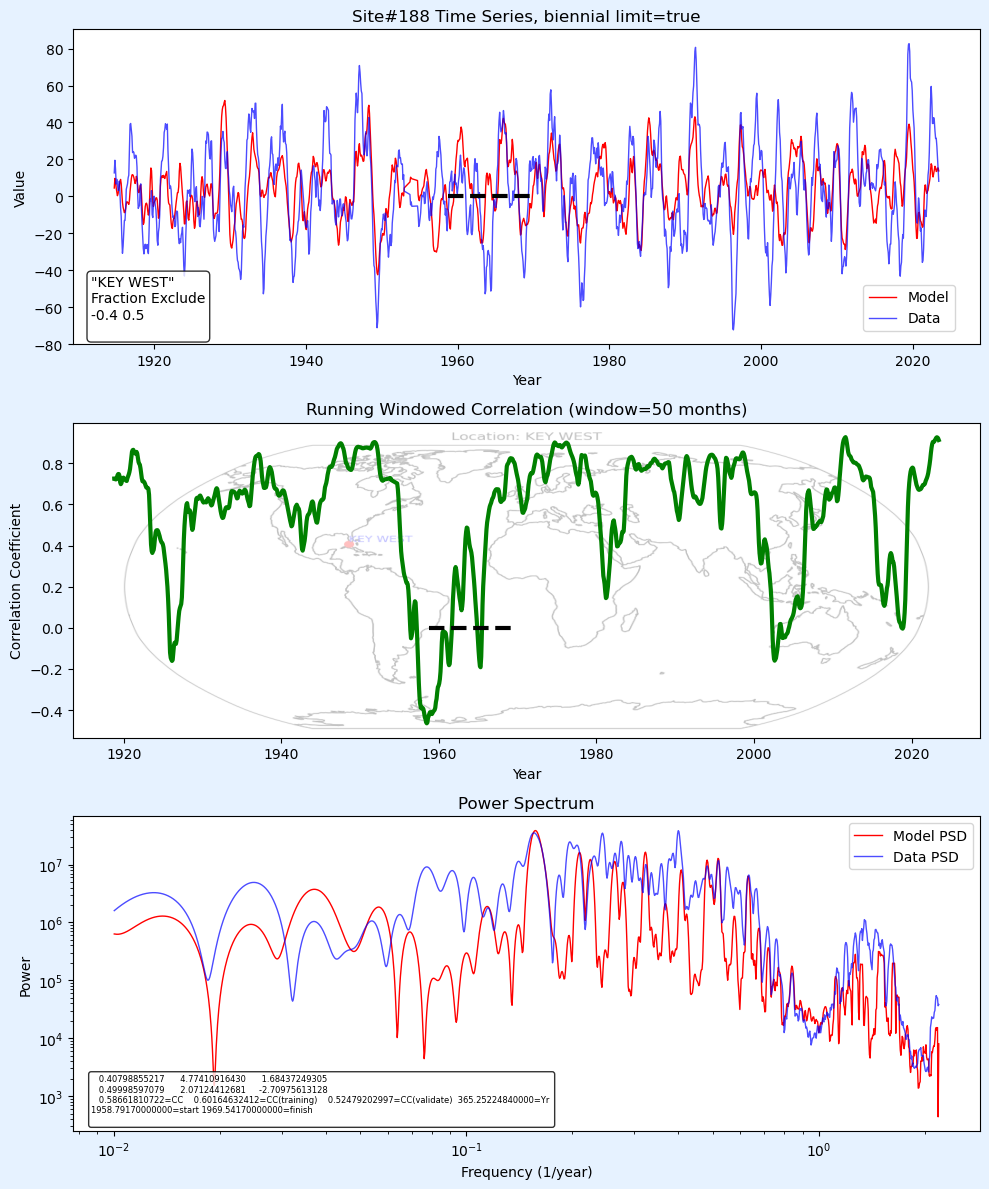 Site#188 Time Series, biennial limit=true
80
60
40
20
0
−20
−40
−60
−80
Value
"KEY WEST"
Fraction Exclude
-0.4 0.5
Model
Data
1920
1940
1960
1980
2000
2020
Year
Running Windowed Correlation (window=50 months)
Location: KEY WEST
KEY WEST
0.8
0.6
0.4
0.2
0.0
−0.2
−0.4
Correlation Coefficient
1920
1940
1960
1980
2000
2020
Year
Power Spectrum
Model PSD
Data PSD
10⁷
10⁶
10⁵
10⁴
10³
Power
0.40798855217 4.77410916430 1.68437249305
0.49998597079 2.07124412681 -2.70975613128
0.58661810722=CC 0.60164632412=CC(training) 0.52479202997=CC(validate) 365.25224840000=Yr
1958.79170000000=start 1969.54170000000=finish
10⁻²
10⁻¹
10⁰
Frequency (1/year)